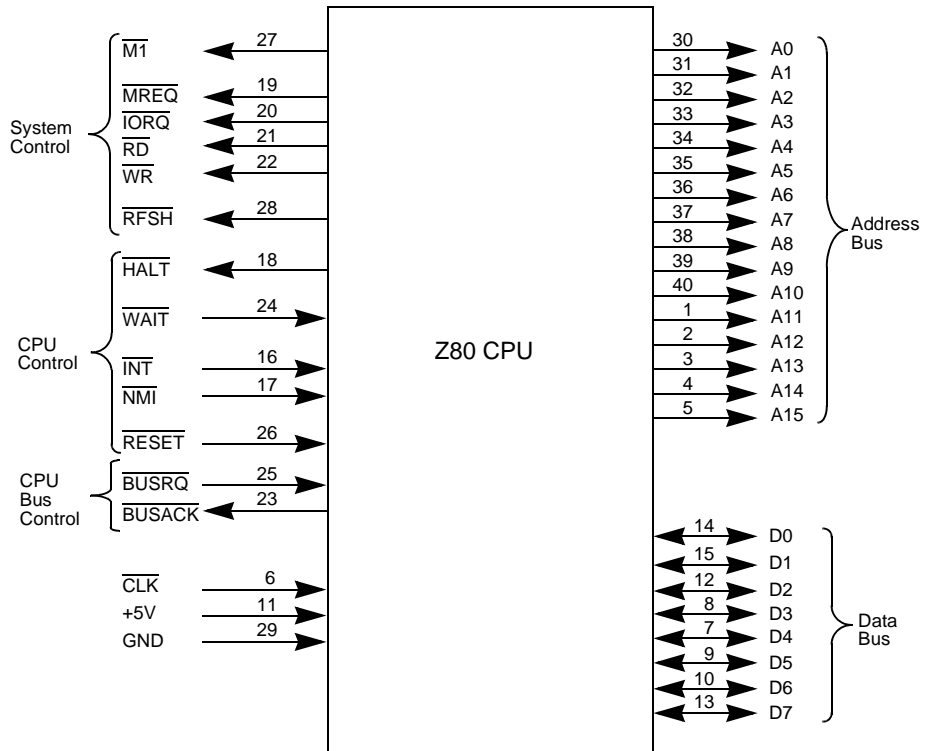 27
M1
19
MREQ
20
IORQ
System
Control
21
RD
22
WR
28
RFSH
18
HALT
24
WAIT
CPU
Control
16
INT
17
NMI
26
RESET
CPU
Bus
Control
25
BUSRQ
23
BUSACK
6
CLK
11
+5V
29
GND
Z80 CPU
30 A0
31 A1
32 A2
33 A3
34 A4
35 A5
36 A6
37 A7
38 A8
39 A9
40 A10
1 A11
2 A12
3 A13
4 A14
5 A15
Address
Bus
14 D0
15 D1
12 D2
8 D3
7 D4
9 D5
10 D6
13 D7
Data
Bus